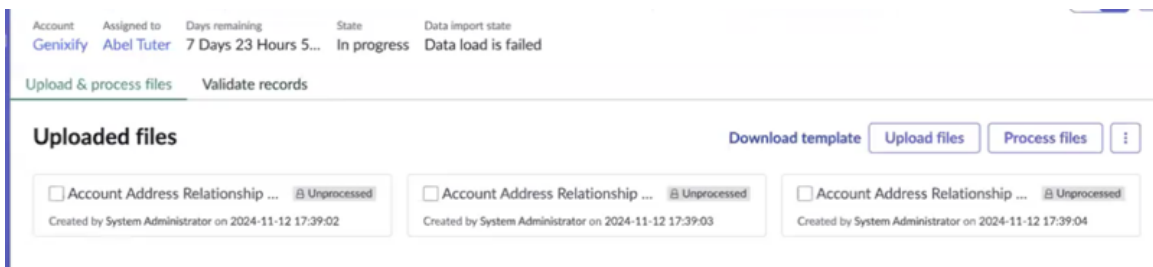 Account Assigned to Days remaining State Data import state
Genixify Abel Tuter 7 Days 23 Hours 5... In progress Data load is failed
Upload & process files Validate records
Uploaded files Download template Upload files Process files
Account Address Relationship ... Unprocessed Account Address Relationship ... Unprocessed Account Address Relationship ... Unprocessed
Created by System Administrator on 2024-11-12 17:39:02 Created by System Administrator on 2024-11-12 17:39:03 Created by System Administrator on 2024-11-12 17:39:04